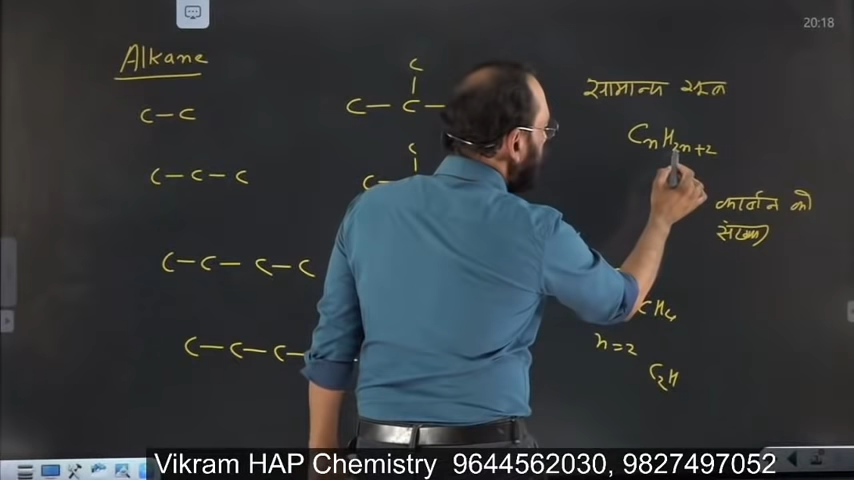 20:18
Alkane
C-C
C-C-C
C-C-C-C
C-C-C-
C
C-C-
C
C-
सामान्य सूत्र
CnH2n+2
कार्बन की
संख्या
CH4
n=2
C2H
Vikram HAP Chemistry 9644562030, 9827497052